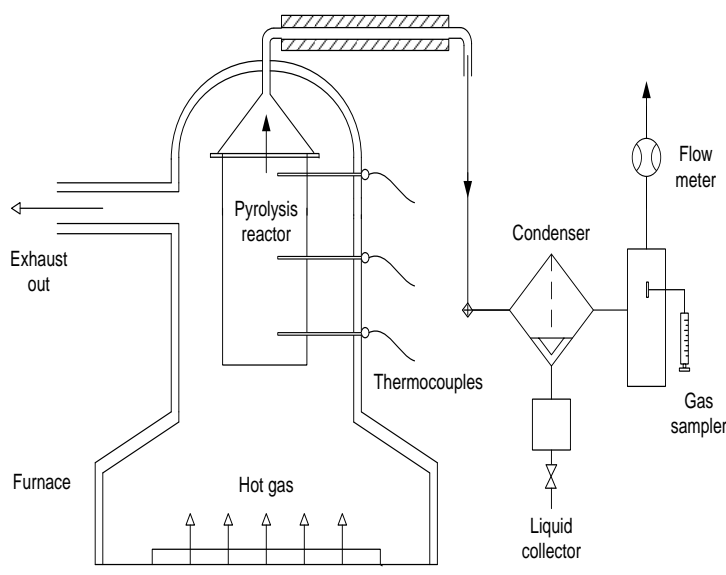 Pyrolysis
reactor
Exhaust
out
Thermocouples
Furnace
Hot gas
Condenser
Liquid
collector
Flow
meter
Gas
sampler